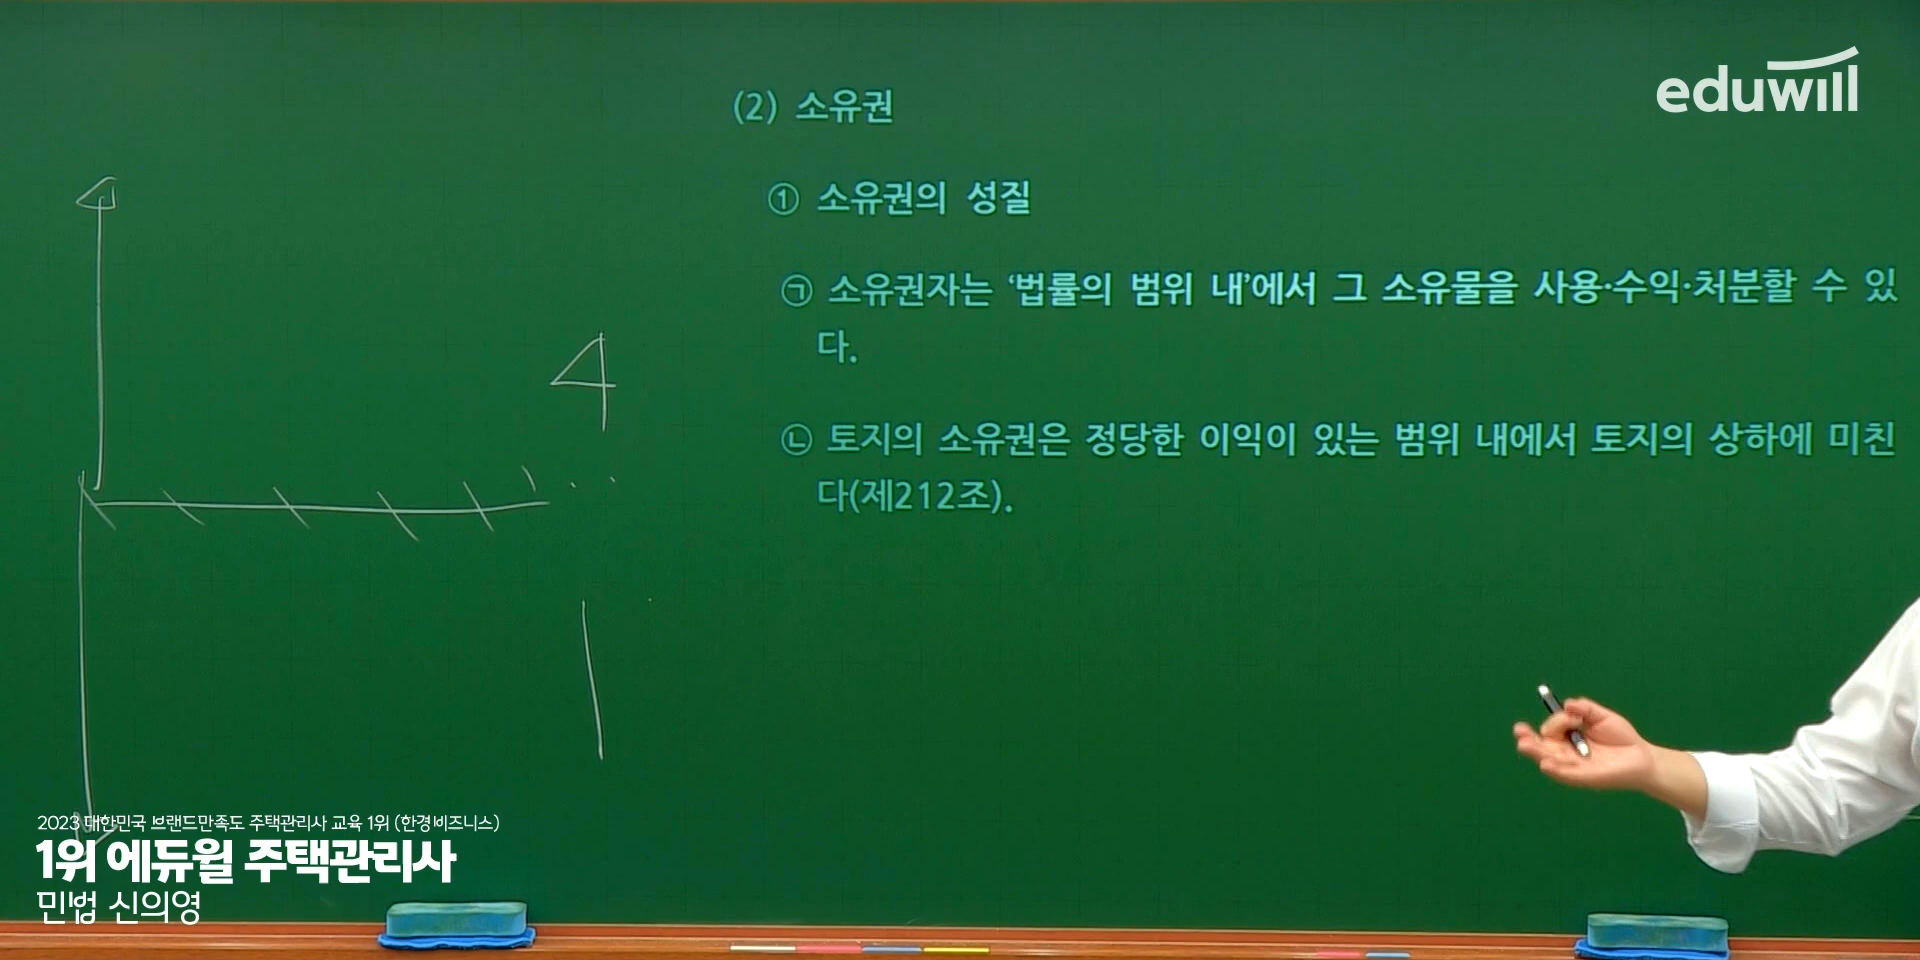 eduwill
(2) 소유권
① 소유권의 성질
㉠ 소유권자는 '법률의 범위 내'에서 그 소유물을 사용·수익·처분할 수 있
다.
㉡ 토지의 소유권은 정당한 이익이 있는 범위 내에서 토지의 상하에 미친
다(제212조).
2023 대한민국 브랜드만족도 주택관리사 교육 1위 (한경비즈니스)
1위 에듀윌 주택관리사
민법 신의영